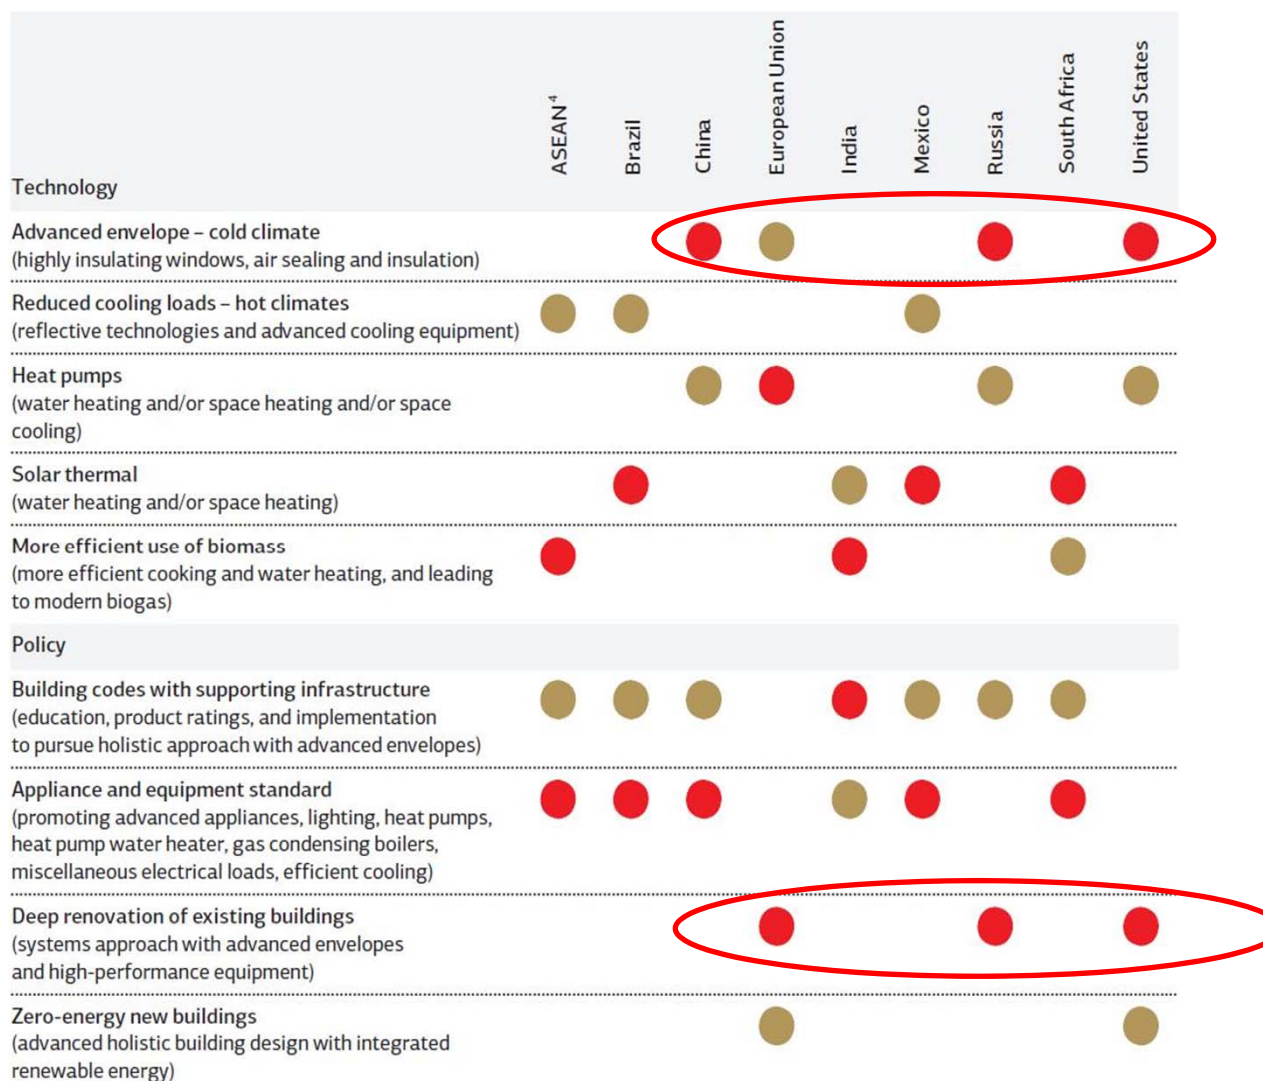 ASEAN⁴
Brazil
China
European Union
India
Mexico
Russia
South Africa
United States
Technology
Advanced envelope – cold climate
(highly insulating windows, air sealing and insulation)
Reduced cooling loads – hot climates
(reflective technologies and advanced cooling equipment)
Heat pumps
(water heating and/or space heating and/or space
cooling)
Solar thermal
(water heating and/or space heating)
More efficient use of biomass
(more efficient cooking and water heating, and leading
to modern biogas)
Policy
Building codes with supporting infrastructure
(education, product ratings, and implementation
to pursue holistic approach with advanced envelopes)
Appliance and equipment standard
(promoting advanced appliances, lighting, heat pumps,
heat pump water heater, gas condensing boilers,
miscellaneous electrical loads, efficient cooling)
Deep renovation of existing buildings
(systems approach with advanced envelopes
and high-performance equipment)
Zero-energy new buildings
(advanced holistic building design with integrated
renewable energy)